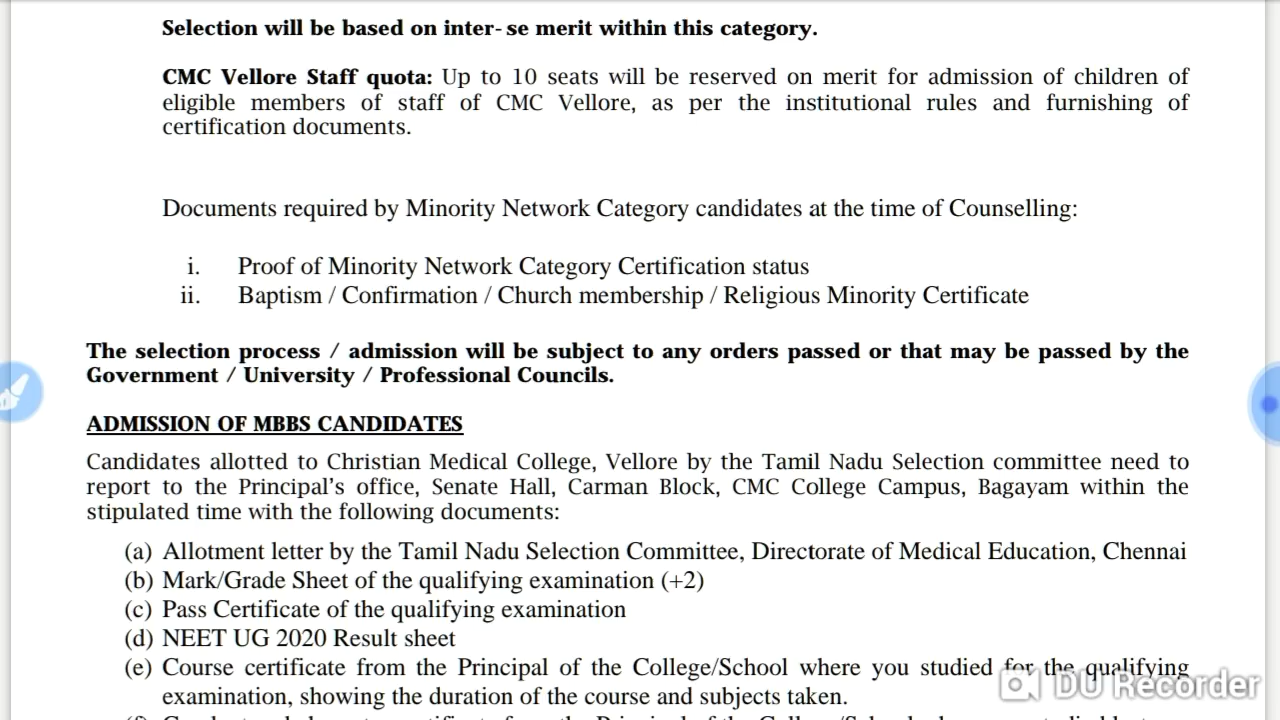 Selection will be based on inter- se merit within this category.
CMC Vellore Staff quota: Up to 10 seats will be reserved on merit for admission of children of
eligible members of staff of CMC Vellore, as per the institutional rules and furnishing of
certification documents.
Documents required by Minority Network Category candidates at the time of Counselling:
i. Proof of Minority Network Category Certification status
ii. Baptism / Confirmation / Church membership / Religious Minority Certificate
The selection process / admission will be subject to any orders passed or that may be passed by the
Government / University / Professional Councils.
ADMISSION OF MBBS CANDIDATES
Candidates allotted to Christian Medical College, Vellore by the Tamil Nadu Selection committee need to
report to the Principal’s office, Senate Hall, Carman Block, CMC College Campus, Bagayam within the
stipulated time with the following documents:
(a) Allotment letter by the Tamil Nadu Selection Committee, Directorate of Medical Education, Chennai
(b) Mark/Grade Sheet of the qualifying examination (+2)
(c) Pass Certificate of the qualifying examination
(d) NEET UG 2020 Result sheet
(e) Course certificate from the Principal of the College/School where you studied for the qualifying
examination, showing the duration of the course and subjects taken.
DU Recorder